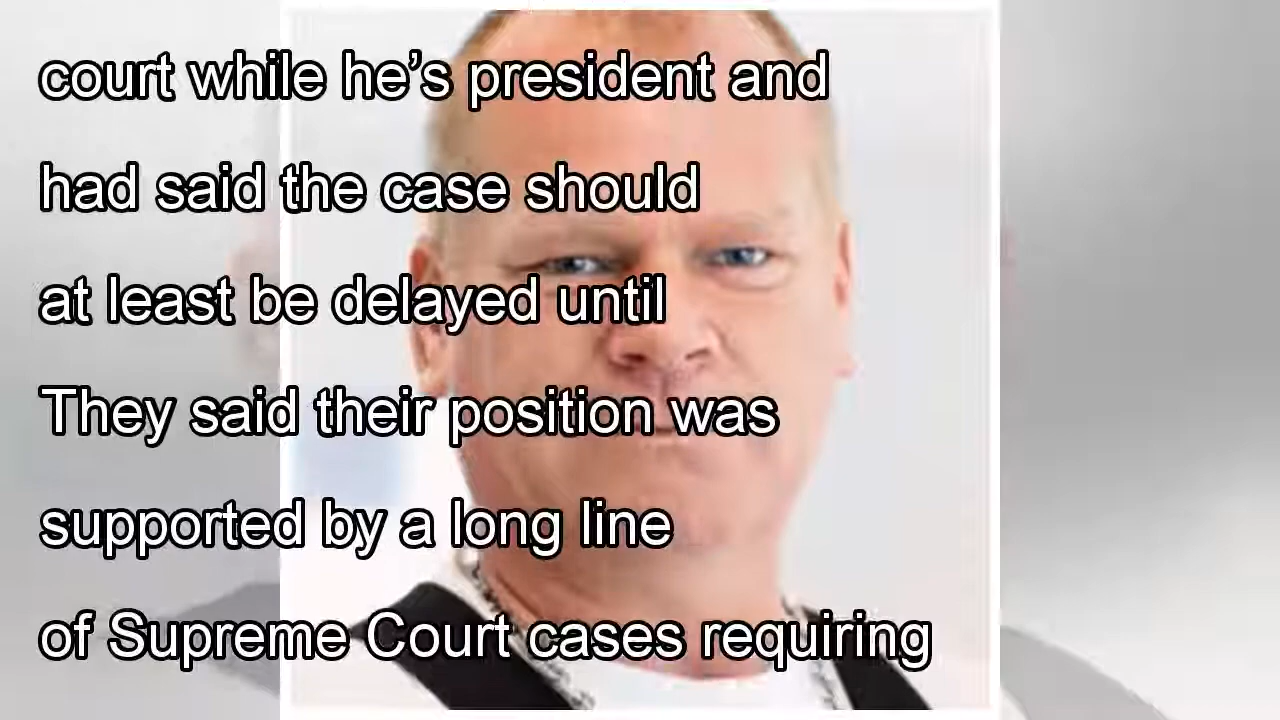 court while he’s president and
had said the case should
at least be delayed until
They said their position was
supported by a long line
of Supreme Court cases requiring